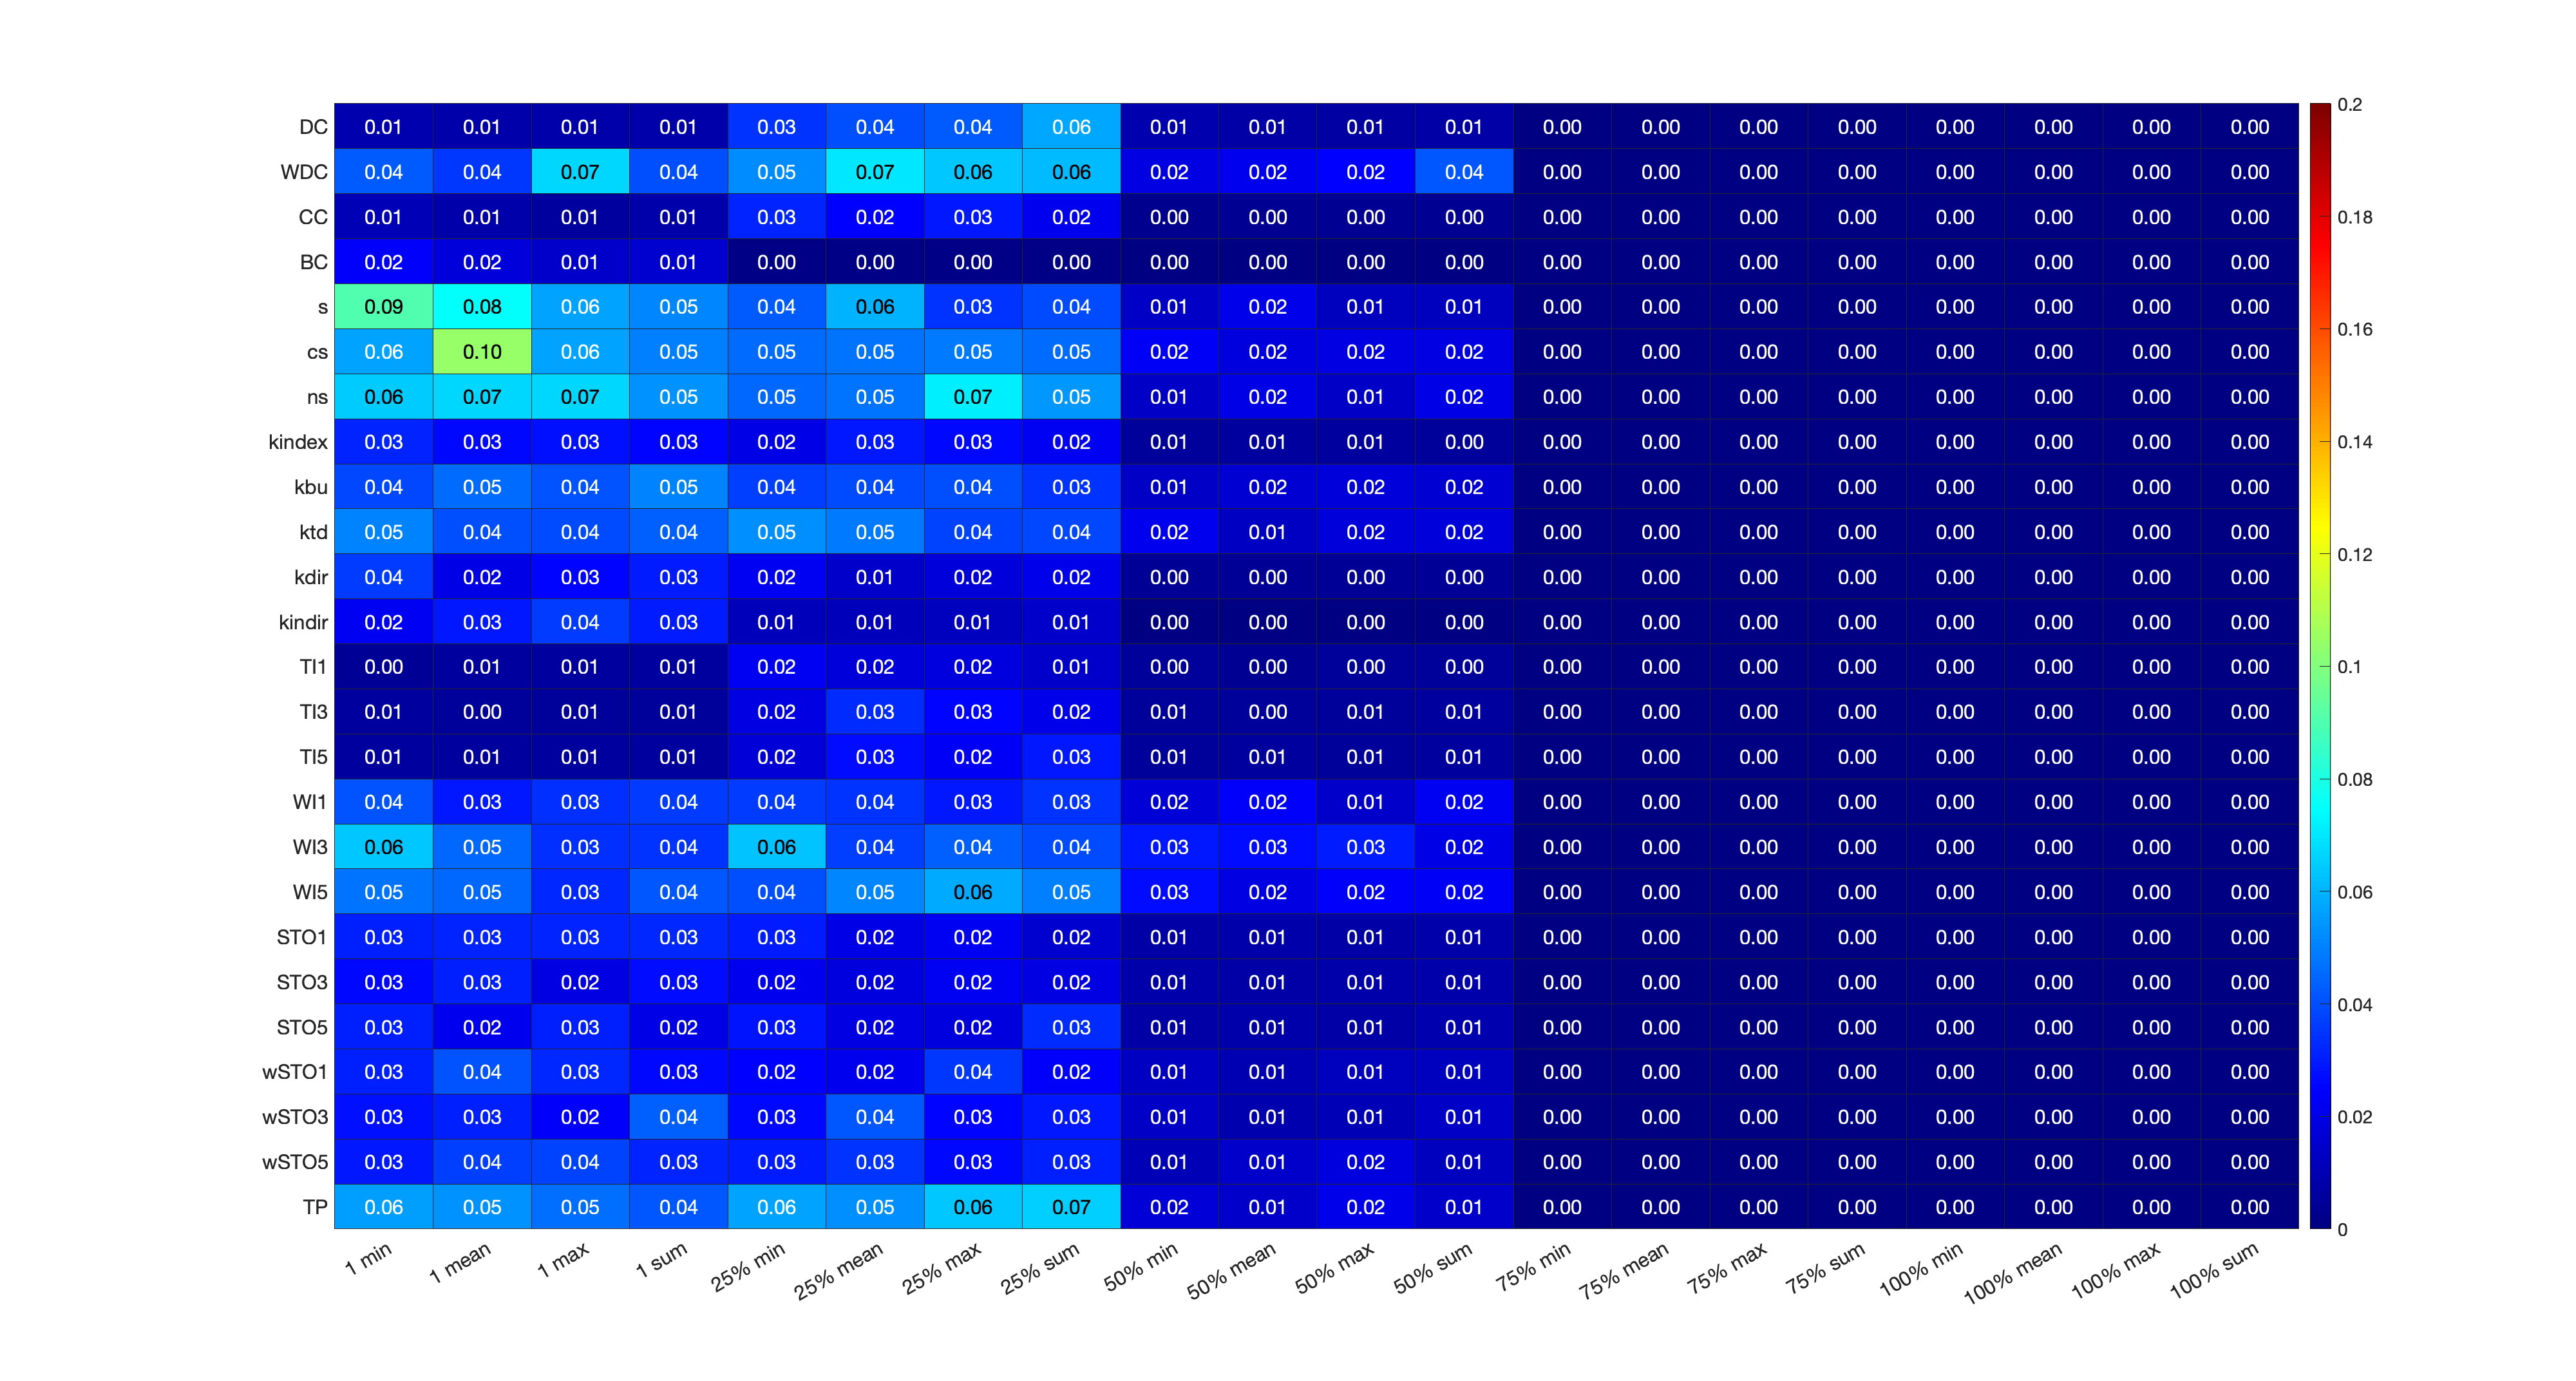 DC 0.01 0.01 0.01 0.01 0.03 0.04 0.04 0.06 0.01 0.01 0.01 0.01 0.00 0.00 0.00 0.00 0.00 0.00 0.00 0.00 0.2
WDC 0.04 0.04 0.07 0.04 0.05 0.07 0.06 0.06 0.02 0.02 0.02 0.04 0.00 0.00 0.00 0.00 0.00 0.00 0.00 0.00
CC 0.01 0.01 0.01 0.01 0.03 0.02 0.03 0.02 0.00 0.00 0.00 0.00 0.00 0.00 0.00 0.00 0.00 0.00 0.00 0.00 0.18
BC 0.02 0.02 0.01 0.01 0.00 0.00 0.00 0.00 0.00 0.00 0.00 0.00 0.00 0.00 0.00 0.00 0.00 0.00 0.00 0.00
s 0.09 0.08 0.06 0.05 0.04 0.06 0.03 0.04 0.01 0.02 0.01 0.01 0.00 0.00 0.00 0.00 0.00 0.00 0.00 0.00 0.16
cs 0.06 0.10 0.06 0.05 0.05 0.05 0.05 0.05 0.02 0.02 0.02 0.02 0.00 0.00 0.00 0.00 0.00 0.00 0.00 0.00
ns 0.06 0.07 0.07 0.05 0.05 0.05 0.07 0.05 0.01 0.02 0.01 0.02 0.00 0.00 0.00 0.00 0.00 0.00 0.00 0.00
kindex 0.03 0.03 0.03 0.03 0.02 0.03 0.03 0.02 0.01 0.01 0.01 0.00 0.00 0.00 0.00 0.00 0.00 0.00 0.00 0.00 0.14
kbu 0.04 0.05 0.04 0.05 0.04 0.04 0.04 0.03 0.01 0.02 0.02 0.02 0.00 0.00 0.00 0.00 0.00 0.00 0.00 0.00
ktd 0.05 0.04 0.04 0.04 0.05 0.05 0.04 0.04 0.02 0.01 0.02 0.02 0.00 0.00 0.00 0.00 0.00 0.00 0.00 0.00 0.12
kdir 0.04 0.02 0.03 0.03 0.02 0.01 0.02 0.02 0.00 0.00 0.00 0.00 0.00 0.00 0.00 0.00 0.00 0.00 0.00 0.00
kindir 0.02 0.03 0.04 0.03 0.01 0.01 0.01 0.01 0.00 0.00 0.00 0.00 0.00 0.00 0.00 0.00 0.00 0.00 0.00 0.00
TI1 0.00 0.01 0.01 0.01 0.02 0.02 0.02 0.01 0.00 0.00 0.00 0.00 0.00 0.00 0.00 0.00 0.00 0.00 0.00 0.00 0.1
TI3 0.01 0.00 0.01 0.01 0.02 0.03 0.03 0.02 0.01 0.00 0.01 0.01 0.00 0.00 0.00 0.00 0.00 0.00 0.00 0.00
TI5 0.01 0.01 0.01 0.01 0.02 0.03 0.02 0.03 0.01 0.01 0.01 0.01 0.00 0.00 0.00 0.00 0.00 0.00 0.00 0.00 0.08
WI1 0.04 0.03 0.03 0.04 0.04 0.04 0.03 0.03 0.02 0.02 0.01 0.02 0.00 0.00 0.00 0.00 0.00 0.00 0.00 0.00
WI3 0.06 0.05 0.03 0.04 0.06 0.04 0.04 0.04 0.03 0.03 0.03 0.02 0.00 0.00 0.00 0.00 0.00 0.00 0.00 0.00
WI5 0.05 0.05 0.03 0.04 0.04 0.05 0.06 0.05 0.03 0.02 0.02 0.02 0.00 0.00 0.00 0.00 0.00 0.00 0.00 0.00 0.06
STO1 0.03 0.03 0.03 0.03 0.03 0.02 0.02 0.02 0.01 0.01 0.01 0.01 0.00 0.00 0.00 0.00 0.00 0.00 0.00 0.00
STO3 0.03 0.03 0.02 0.03 0.02 0.02 0.02 0.02 0.01 0.01 0.01 0.01 0.00 0.00 0.00 0.00 0.00 0.00 0.00 0.00 0.04
STO5 0.03 0.02 0.03 0.02 0.03 0.02 0.02 0.03 0.01 0.01 0.01 0.01 0.00 0.00 0.00 0.00 0.00 0.00 0.00 0.00
wSTO1 0.03 0.04 0.03 0.03 0.02 0.02 0.04 0.02 0.01 0.01 0.01 0.01 0.00 0.00 0.00 0.00 0.00 0.00 0.00 0.00
wSTO3 0.03 0.03 0.02 0.04 0.03 0.04 0.03 0.03 0.01 0.01 0.01 0.01 0.00 0.00 0.00 0.00 0.00 0.00 0.00 0.00 0.02
wSTO5 0.03 0.04 0.04 0.03 0.03 0.03 0.03 0.03 0.01 0.01 0.02 0.01 0.00 0.00 0.00 0.00 0.00 0.00 0.00 0.00
TP 0.06 0.05 0.05 0.04 0.06 0.05 0.06 0.07 0.02 0.01 0.02 0.01 0.00 0.00 0.00 0.00 0.00 0.00 0.00 0.00 0
1 min 1 mean 1 max 1 sum 25% min 25% mean 25% max 25% sum 50% min 50% mean 50% max 50% sum 75% min 75% mean 75% max 75% sum 100% min 100% mean 100% max 100% sum